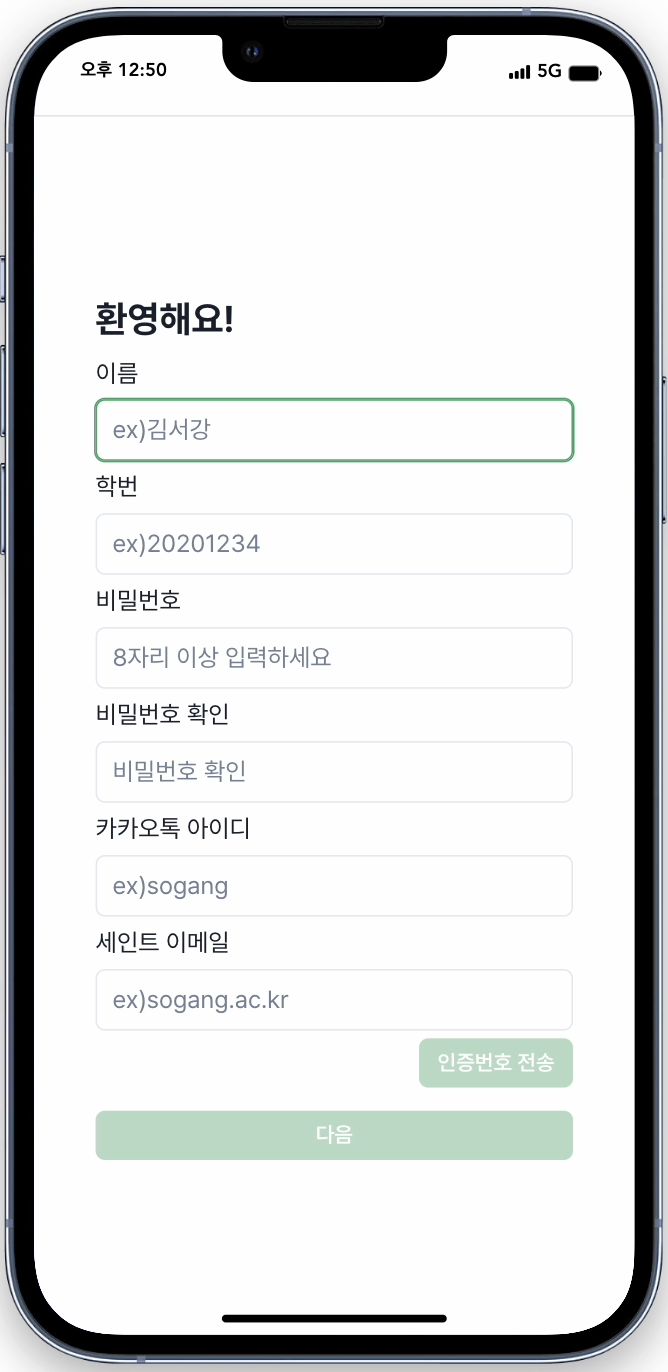 오후 12:50
5G
환영해요!
이름
ex)김서강
학번
ex)20201234
비밀번호
8자리 이상 입력하세요
비밀번호 확인
비밀번호 확인
카카오톡 아이디
ex)sogang
세인트 이메일
ex)sogang.ac.kr
인증번호 전송
다음